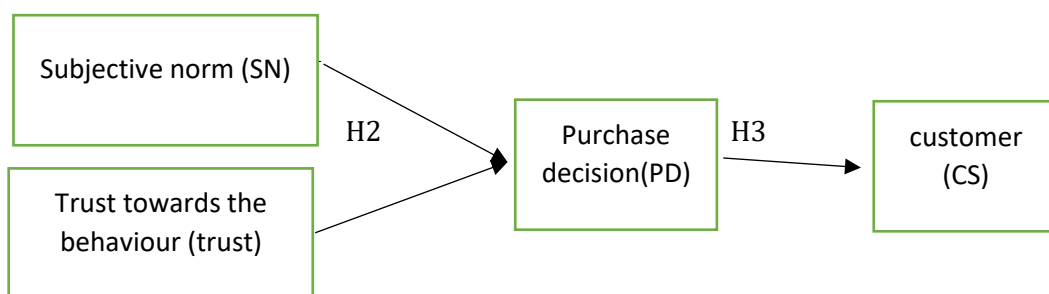 Subjective norm (SN)
H2
Trust towards the
behaviour (trust)
Purchase
decision(PD)
H3
customer
(CS)